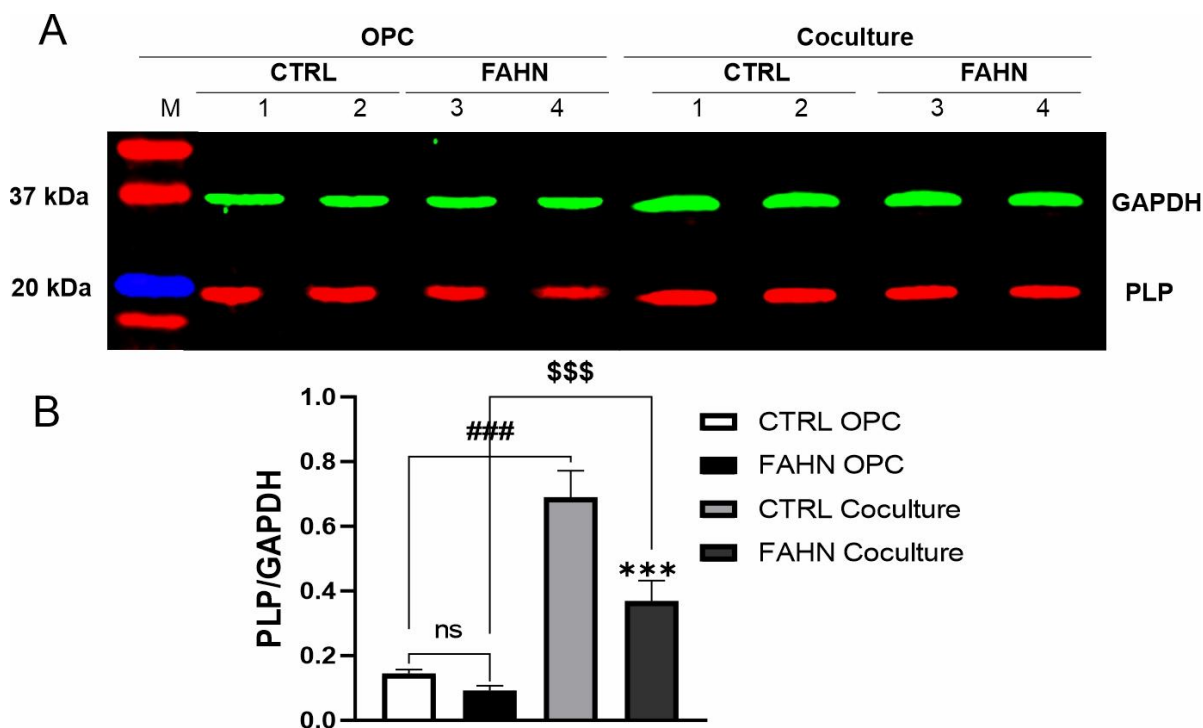 A
OPC Coculture
CTRL FAHN CTRL FAHN
M 1 2 3 4 1 2 3 4
37 kDa GAPDH
20 kDa PLP
B
$$$
###
***
ns
PLP/GAPDH
1.0
0.8
0.6
0.4
0.2
0.0
CTRL OPC
FAHN OPC
CTRL Coculture
FAHN Coculture